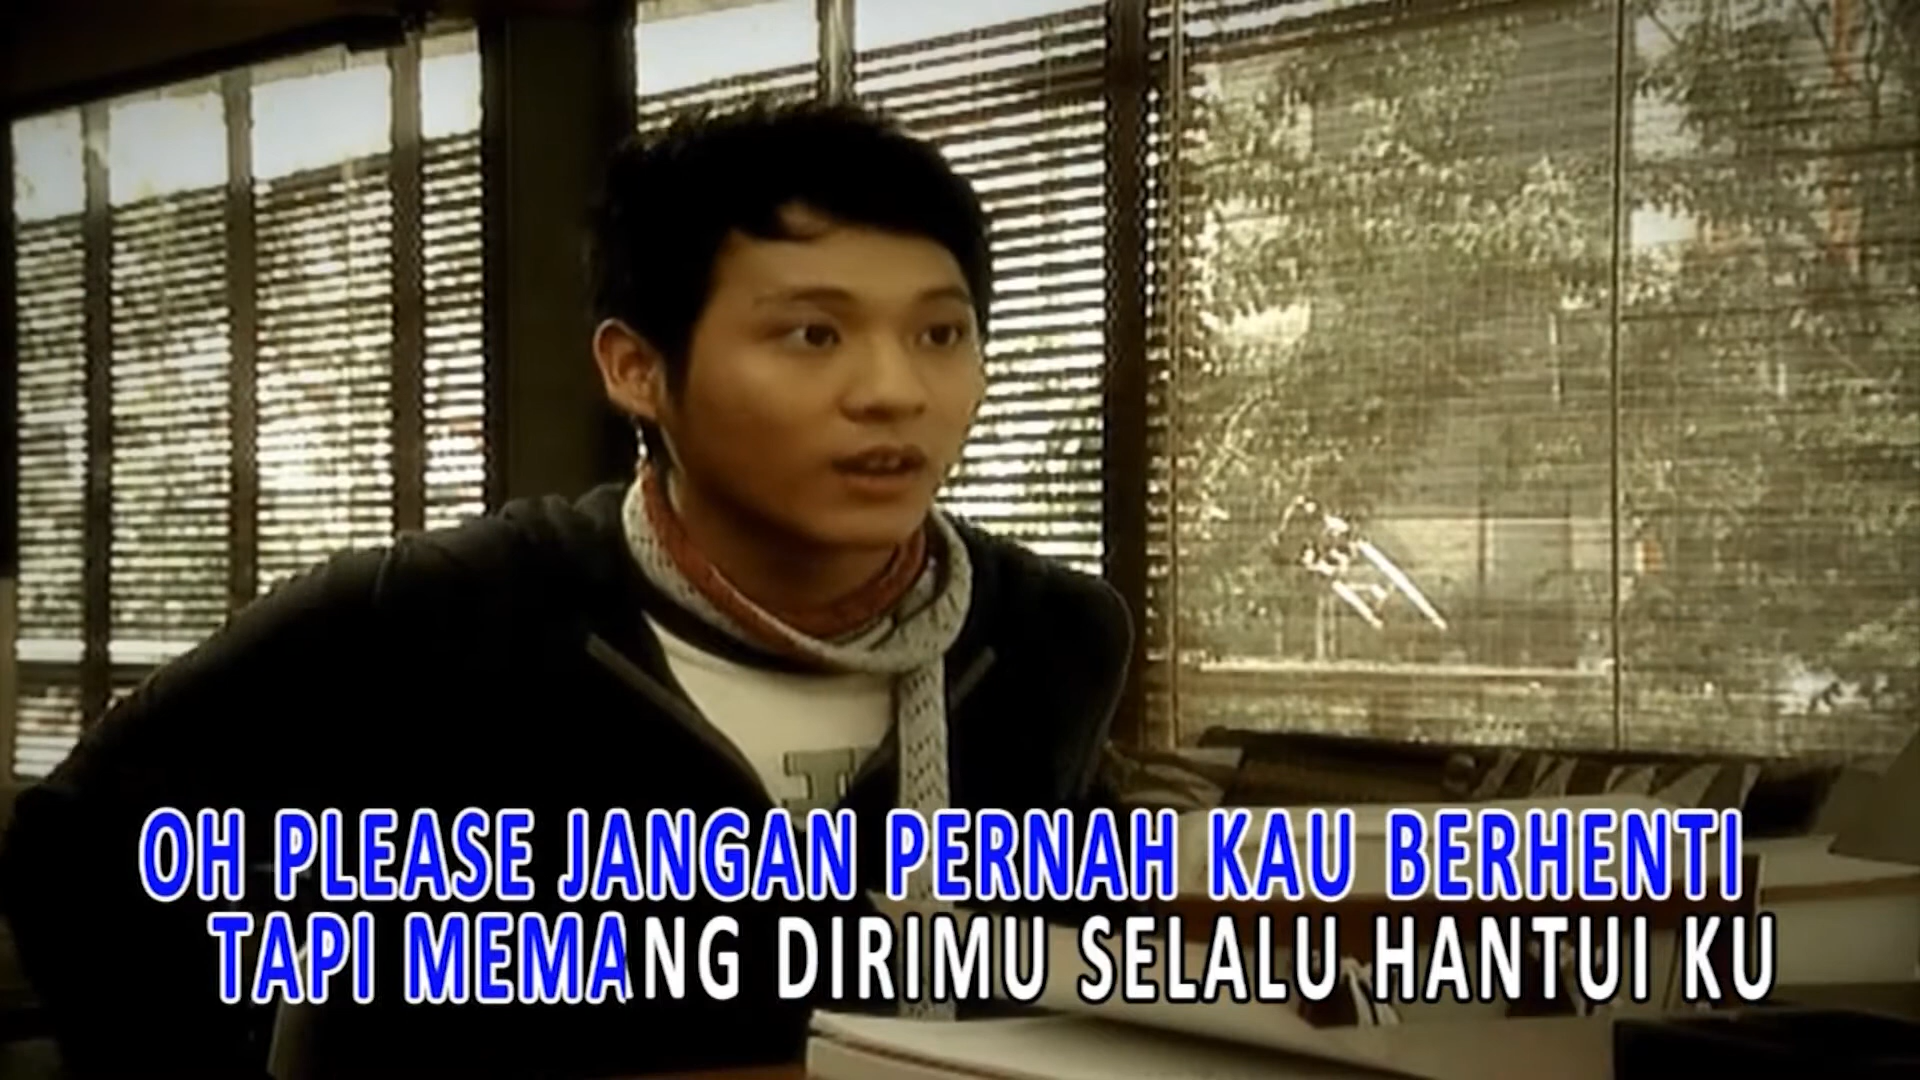 OH PLEASE JANGAN PERNAH KAU BERHENTI
TAPI MEMANG DIRIMU SELALU HANTUI KU